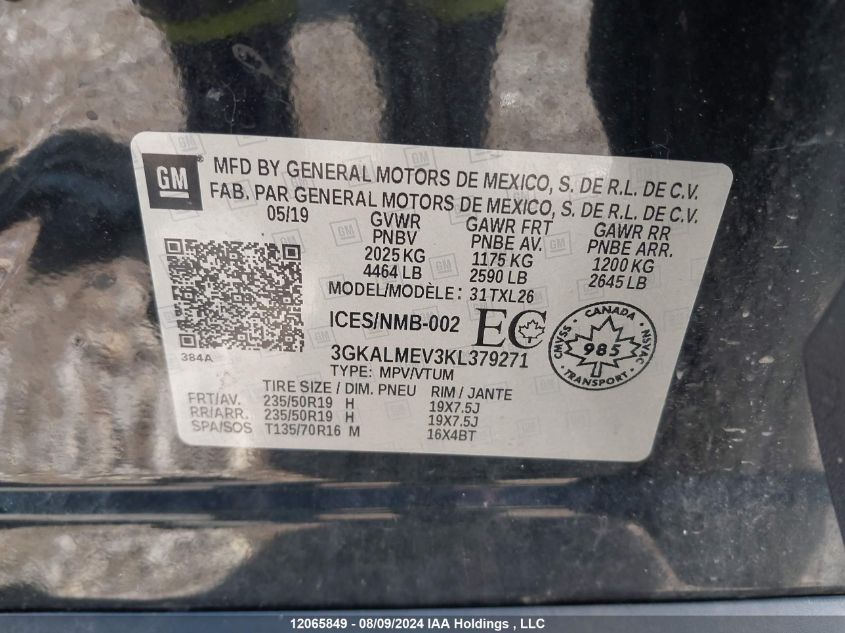 GM
MFD BY GENERAL MOTORS DE MEXICO, S. DE R.L. DE C.V.
FAB. PAR GENERAL MOTORS DE MEXICO, S. DE R.L. DE C.V.
05/19 GVWR GAWR FRT GAWR RR
PNBV PNBE AV. PNBE ARR.
2025 KG 1175 KG 1200 KG
4464 LB 2590 LB 2645 LB
MODEL/MODÈLE: 31TXL26
ICES/NMB-002 EC
384A
3GKALMEV3KL379271
TYPE: MPV/VTUM
CANADA
CMVSS 985 NSVAC
TRANSPORT
TIRE SIZE / DIM. PNEU RIM / JANTE
FRT/AV. 235/50R19 H 19X7.5J
RR/ARR. 235/50R19 H 19X7.5J
SPA/SOS T135/70R16 M 16X4BT
12065849 - 08/09/2024 IAA Holdings , LLC